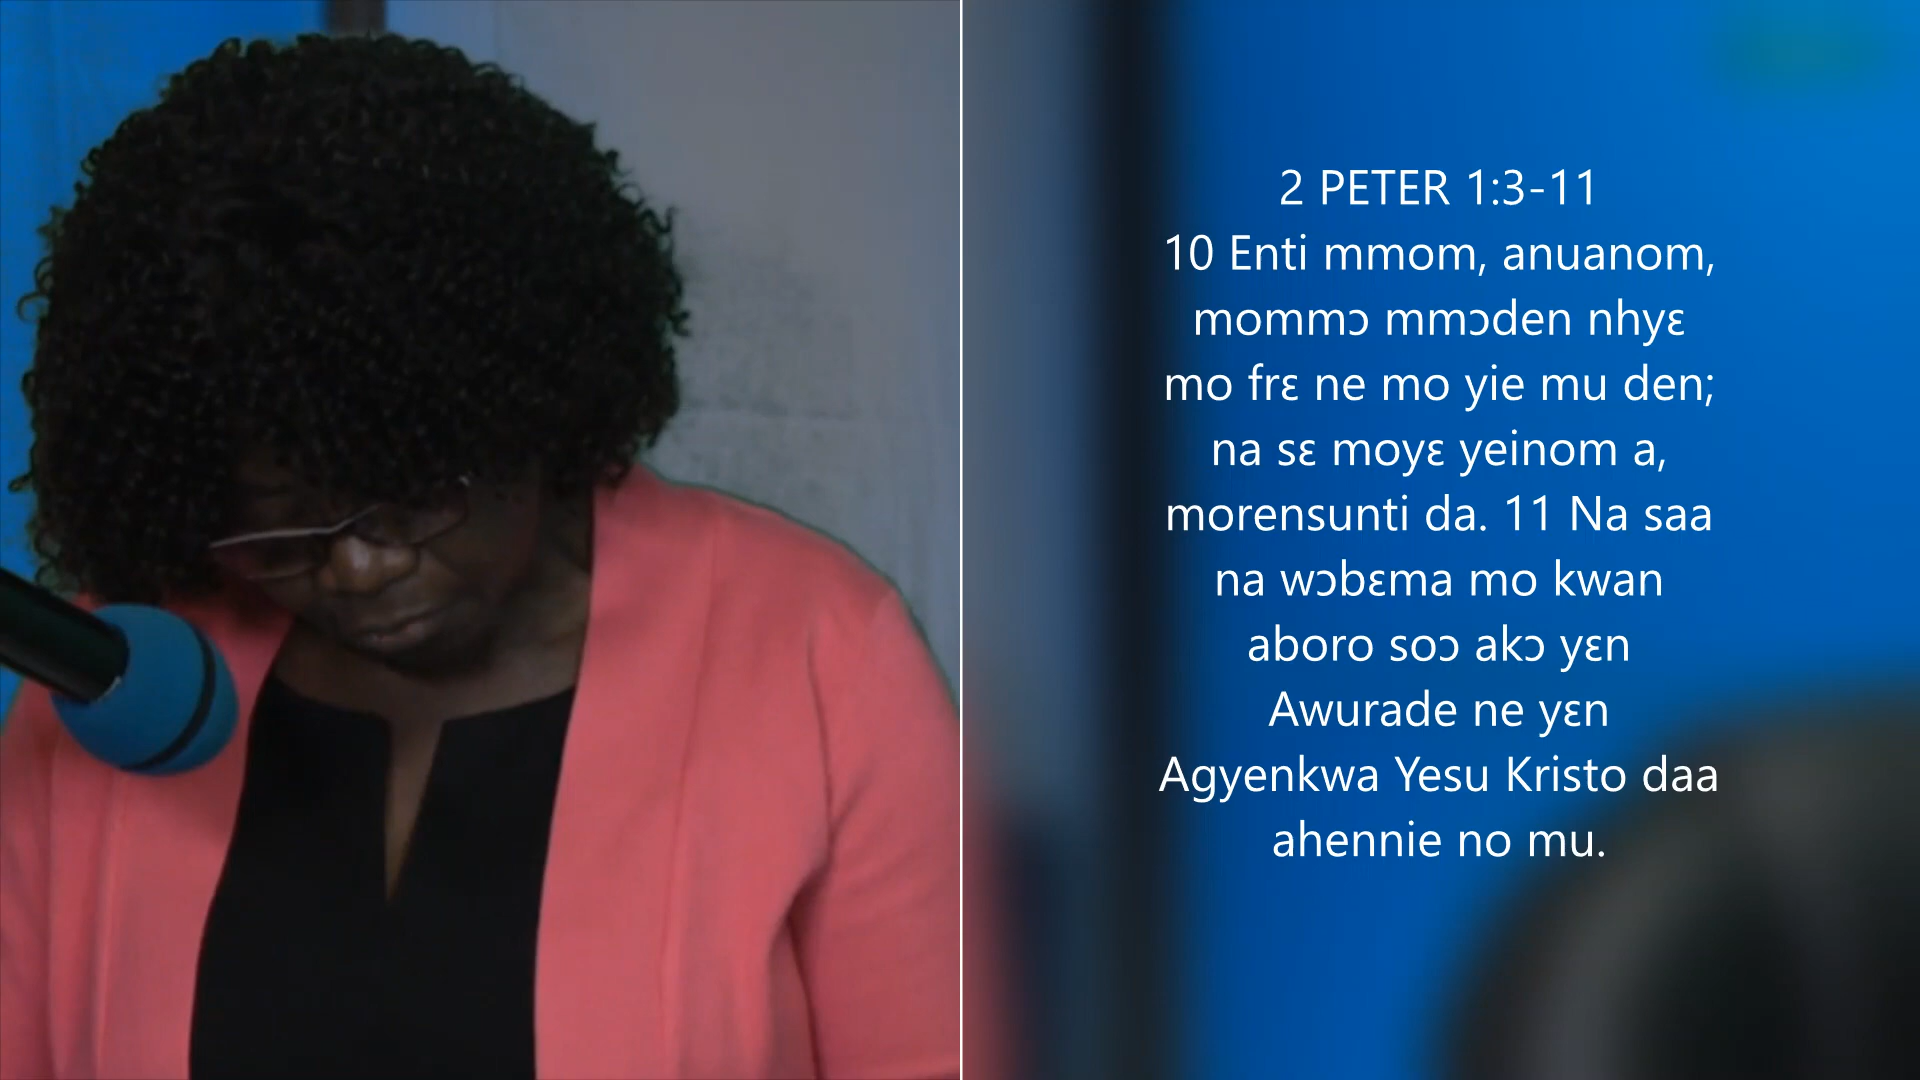 2 PETER 1:3-11
10 Enti mmom, anuanom,
mommɔ mmɔden nhyɛ
mo frɛ ne mo yie mu den;
na sɛ moyɛ yeinom a,
morensunti da. 11 Na saa
na wɔbɛma mo kwan
aboro soɔ akɔ yɛn
Awurade ne yɛn
Agyenkwa Yesu Kristo daa
ahennie no mu.